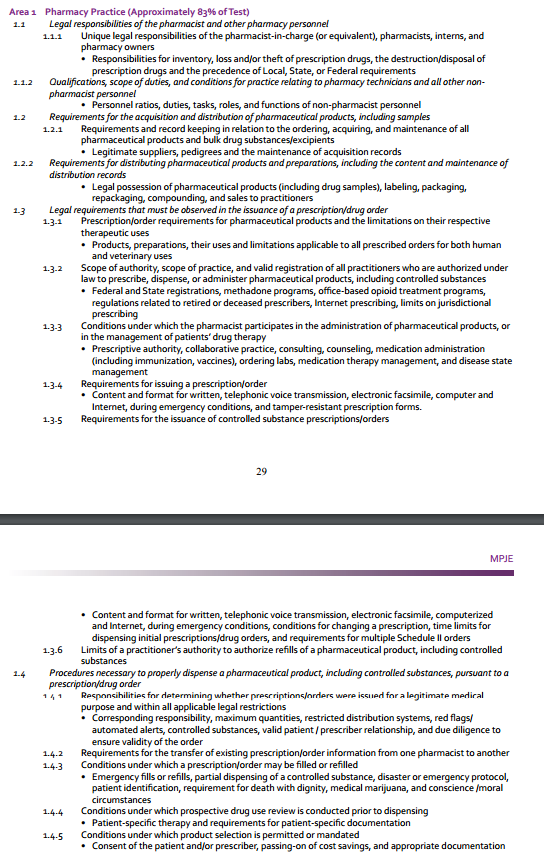 Area 1 Pharmacy Practice (Approximately 83% of Test)
1.1 Legal responsibilities of the pharmacist and other pharmacy personnel
1.1.1 Unique legal responsibilities of the pharmacist-in-charge (or equivalent), pharmacists, interns, and
pharmacy owners
• Responsibilities for inventory, loss and/or theft of prescription drugs, the destruction/disposal of
prescription drugs and the precedence of Local, State, or Federal requirements
1.1.2 Qualifications, scope of duties, and conditions for practice relating to pharmacy technicians and all other non-
pharmacist personnel
• Personnel ratios, duties, tasks, roles, and functions of non-pharmacist personnel
1.2 Requirements for the acquisition and distribution of pharmaceutical products, including samples
1.2.1 Requirements and record keeping in relation to the ordering, acquiring, and maintenance of all
pharmaceutical products and bulk drug substances/excipients
• Legitimate suppliers, pedigrees and the maintenance of acquisition records
1.2.2 Requirements for distributing pharmaceutical products and preparations, including the content and maintenance of
distribution records
• Legal possession of pharmaceutical products (including drug samples), labeling, packaging,
repackaging, compounding, and sales to practitioners
1.3 Legal requirements that must be observed in the issuance of a prescription/drug order
1.3.1 Prescription/order requirements for pharmaceutical products and the limitations on their respective
therapeutic uses
• Products, preparations, their uses and limitations applicable to all prescribed orders for both human
and veterinary uses
1.3.2 Scope of authority, scope of practice, and valid registration of all practitioners who are authorized under
law to prescribe, dispense, or administer pharmaceutical products, including controlled substances
• Federal and State registrations, methadone programs, office-based opioid treatment programs,
regulations related to retired or deceased prescribers, Internet prescribing, limits on jurisdictional
prescribing
1.3.3 Conditions under which the pharmacist participates in the administration of pharmaceutical products, or
in the management of patients' drug therapy
• Prescriptive authority, collaborative practice, consulting, counseling, medication administration
(including immunization, vaccines), ordering labs, medication therapy management, and disease state
management
1.3.4 Requirements for issuing a prescription/order
• Content and format for written, telephonic voice transmission, electronic facsimile, computer and
Internet, during emergency conditions, and tamper-resistant prescription forms.
1.3.5 Requirements for the issuance of controlled substance prescriptions/orders
29
MPJE
• Content and format for written, telephonic voice transmission, electronic facsimile, computerized
and Internet, during emergency conditions, conditions for changing a prescription, time limits for
dispensing initial prescriptions/drug orders, and requirements for multiple Schedule II orders
1.3.6 Limits of a practitioner's authority to authorize refills of a pharmaceutical product, including controlled
substances
1.4 Procedures necessary to properly dispense a pharmaceutical product, including controlled substances, pursuant to a
prescription/drug order
1.4.1 Responsibilities for determining whether prescriptions/orders were issued for a legitimate medical
purpose and within all applicable legal restrictions
• Corresponding responsibility, maximum quantities, restricted distribution systems, red flags/
automated alerts, controlled substances, valid patient / prescriber relationship, and due diligence to
ensure validity of the order
1.4.2 Requirements for the transfer of existing prescription/order information from one pharmacist to another
1.4.3 Conditions under which a prescription/order may be filled or refilled
• Emergency fills or refills, partial dispensing of a controlled substance, disaster or emergency protocol,
patient identification, requirement for death with dignity, medical marijuana, and conscience /moral
circumstances
1.4.4 Conditions under which prospective drug use review is conducted prior to dispensing
• Patient-specific therapy and requirements for patient-specific documentation
1.4.5 Conditions under which product selection is permitted or mandated
• Consent of the patient and/or prescriber, passing-on of cost savings, and appropriate documentation